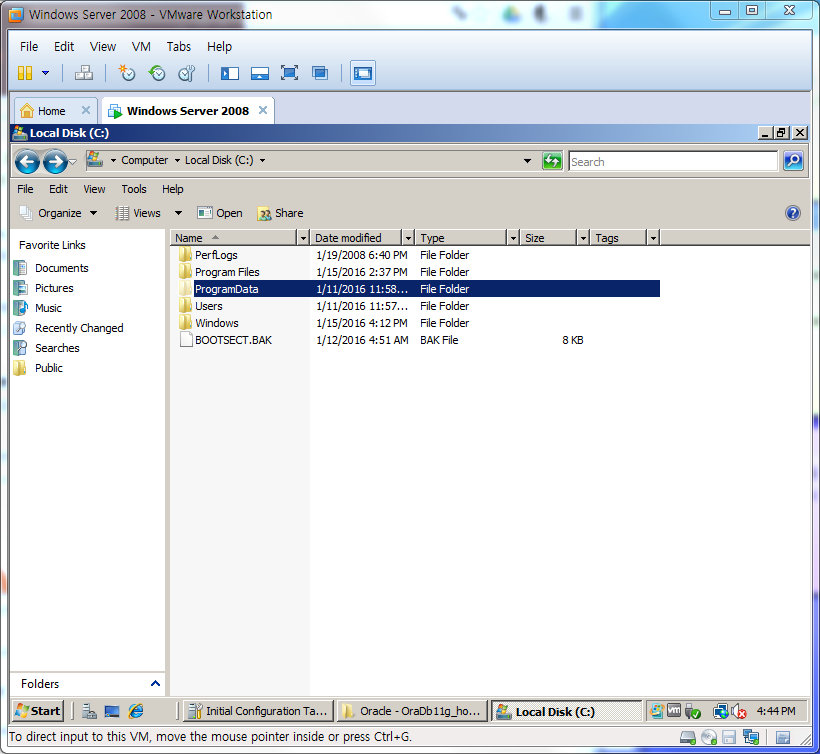 Windows Server 2008 - VMware Workstation
File Edit View VM Tabs Help
Home Windows Server 2008
Local Disk (C:)
Computer Local Disk (C:) Search
File Edit View Tools Help
Organize Views Open Share
Favorite Links
Documents
Pictures
Music
Recently Changed
Searches
Public
Folders
Name Date modified Type Size Tags
PerfLogs 1/19/2008 6:40 PM File Folder
Program Files 1/15/2016 2:37 PM File Folder
ProgramData 1/11/2016 11:58... File Folder
Users 1/11/2016 11:57... File Folder
Windows 1/15/2016 4:12 PM File Folder
BOOTSECT.BAK 1/12/2016 4:51 AM BAK File 8 KB
Start Initial Configuration Ta... Oracle - OraDb11g_ho... Local Disk (C:) vm 4:44 PM
To direct input to this VM, move the mouse pointer inside or press Ctrl+G.